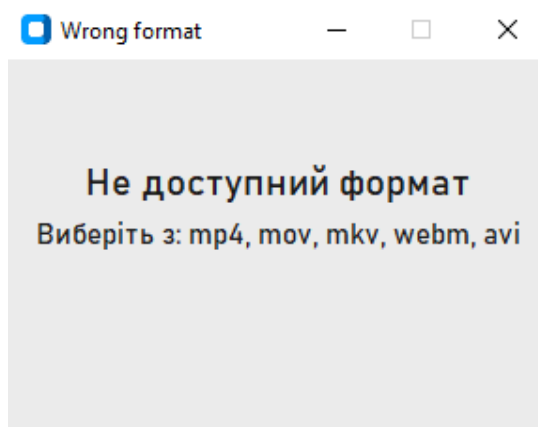 Wrong format
Не доступний формат
Виберіть з: mp4, mov, mkv, webm, avi